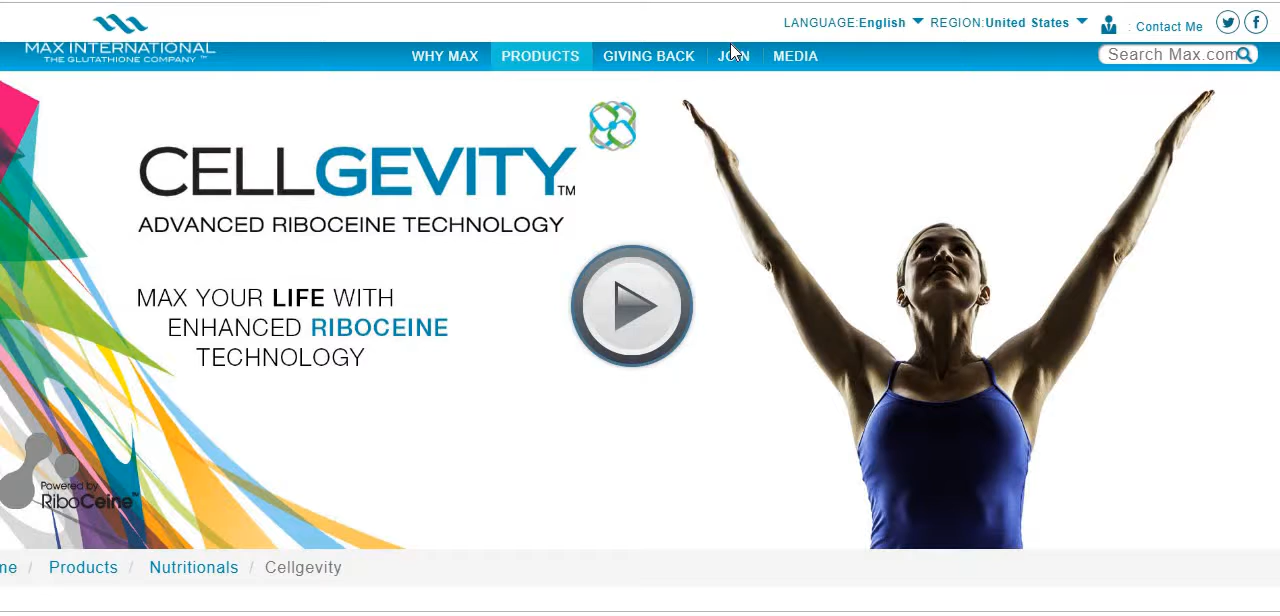 LANGUAGE:English REGION:United States : Contact Me
MAX INTERNATIONAL
THE GLUTATHIONE COMPANY ™
WHY MAX PRODUCTS GIVING BACK JOIN MEDIA
Search Max.com
CELLGEVITY™
ADVANCED RIBOCEINE TECHNOLOGY
MAX YOUR LIFE WITH
ENHANCED RIBOCEINE
TECHNOLOGY
Powered by
RiboCeine™
me / Products / Nutritionals / Cellgevity